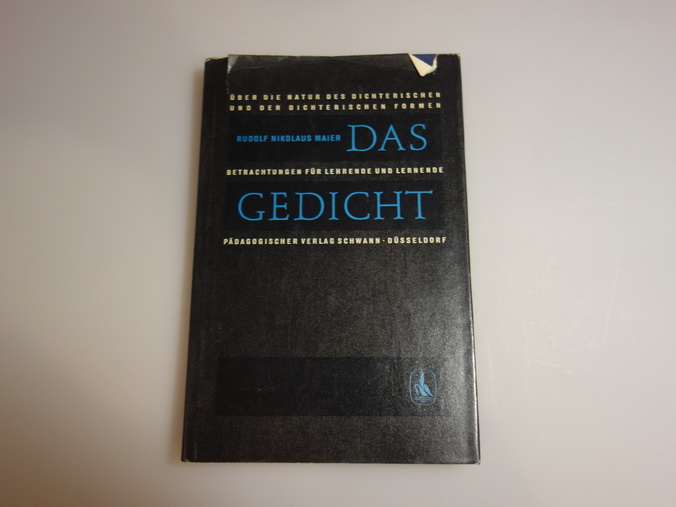 ÜBER DIE NATUR DES DICHTERISCHEN
UND DER DICHTERISCHEN FORMEN
RUDOLF NIKOLAUS MAIER DAS
BETRACHTUNGEN FÜR LEHRENDE UND LERNENDE
GEDICHT
PÄDAGOGISCHER VERLAG SCHWANN · DÜSSELDORF